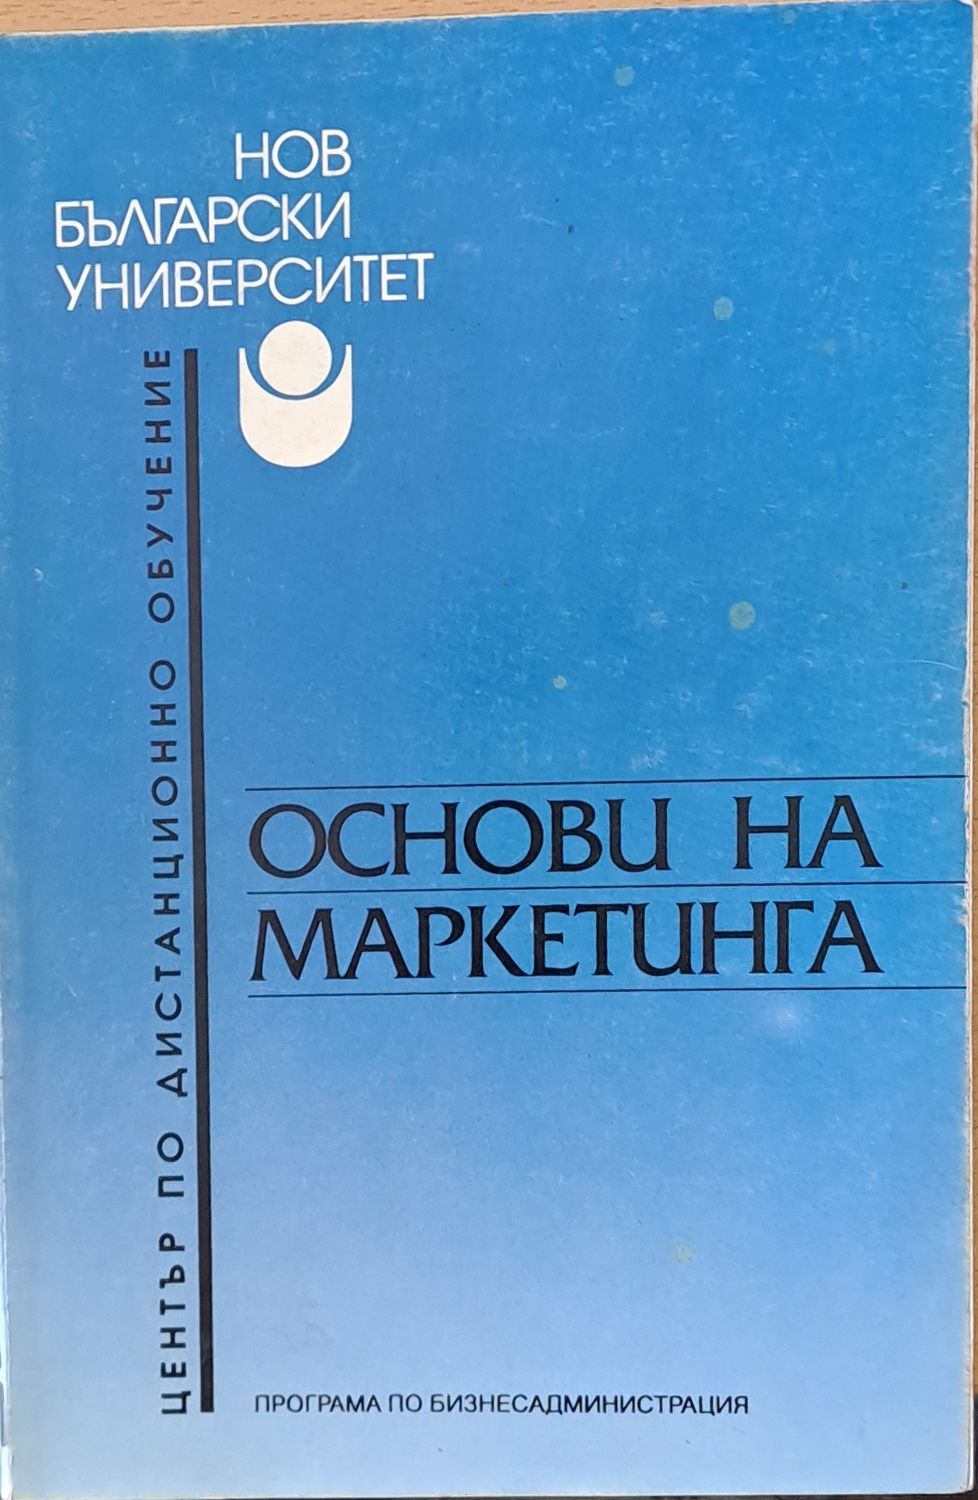 НОВ
БЪЛГАРСКИ
УНИВЕРСИТЕТ
ЦЕНТЪР ПО ДИСТАНЦИОННО ОБУЧЕНИЕ
ОСНОВИ НА
МАРКЕТИНГА
ПРОГРАМА ПО БИЗНЕСАДМИНИСТРАЦИЯ